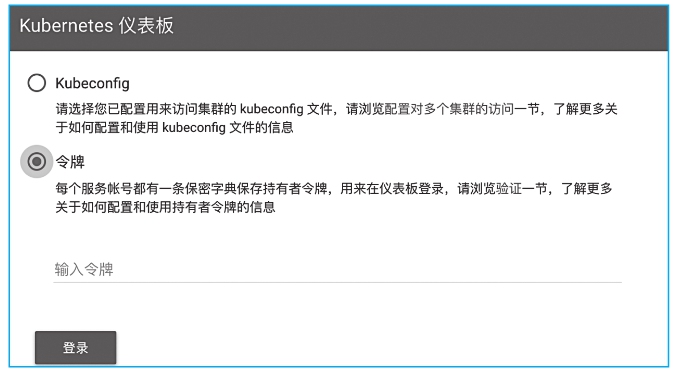 Kubernetes 仪表板
Kubeconfig
请选择您已配置用来访问集群的 kubeconfig 文件，请浏览配置对多个集群的访问一节，了解更多关
于如何配置和使用 kubeconfig 文件的信息
令牌
每个服务帐号都有一条保密字典保存持有者令牌，用来在仪表板登录，请浏览验证一节，了解更多
关于如何配置和使用持有者令牌的信息
输入令牌
登录